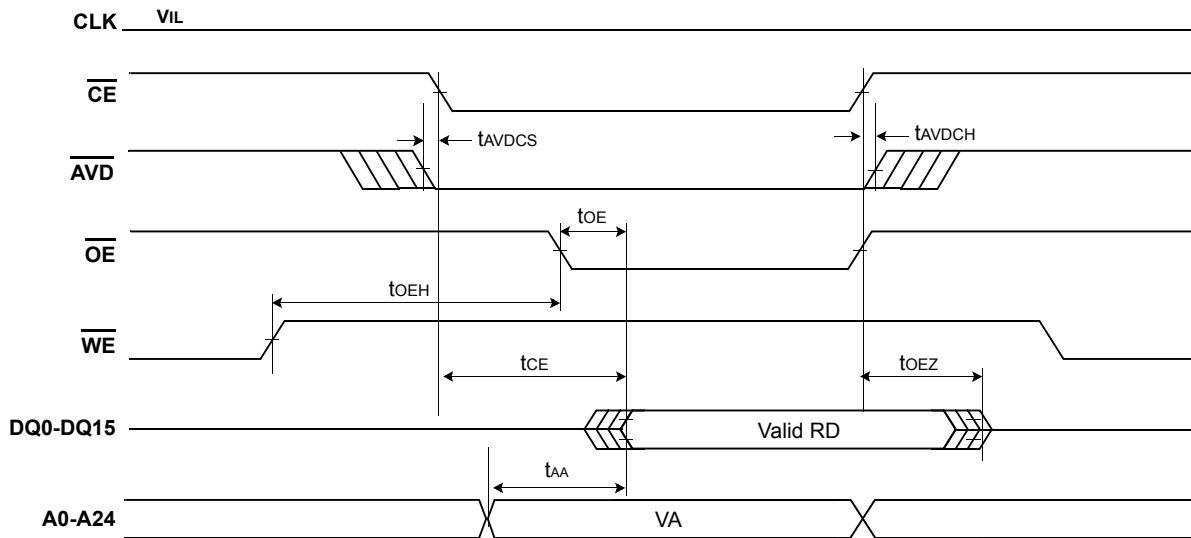 CLK VIL
CE
tAVDCS
tAVDCH
AVD
tOE
OE
tOEH
WE
tCE
tOEZ
DQ0-DQ15 Valid RD
tAA
A0-A24 VA